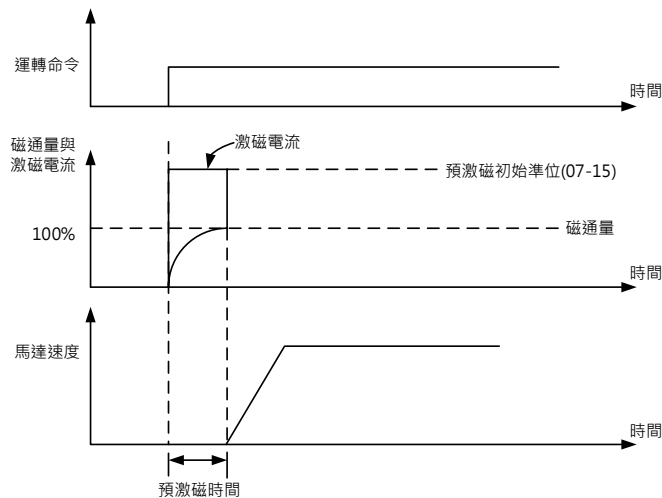 運轉命令
時間
磁通量與
激磁電流
激磁電流
預激磁初始準位(07-15)
100%
磁通量
時間
馬達速度
時間
預激磁時間